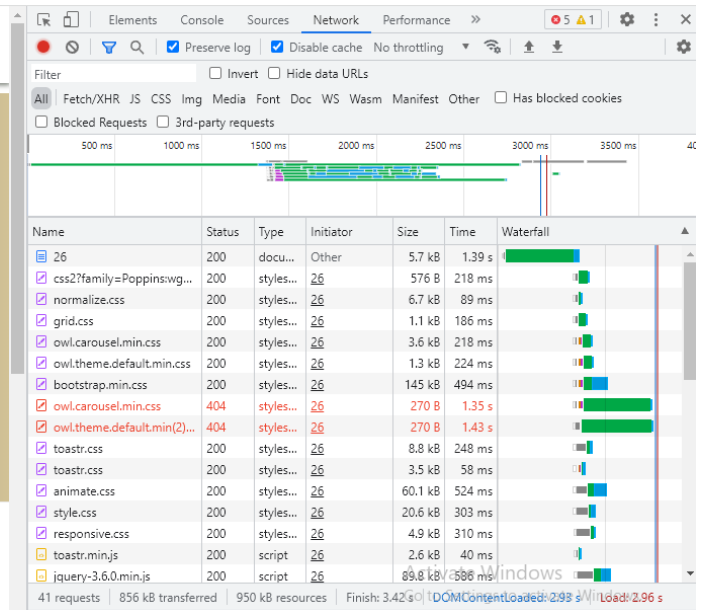 Elements Console Sources Network Performance » 5 1
Preserve log Disable cache No throttling
Filter Invert Hide data URLs
All Fetch/XHR JS CSS Img Media Font Doc WS Wasm Manifest Other Has blocked cookies
Blocked Requests 3rd-party requests
500 ms 1000 ms 1500 ms 2000 ms 2500 ms 3000 ms 3500 ms 40
Name Status Type Initiator Size Time Waterfall
26 200 docu... Other 5.7 kB 1.39 s
css2?family=Poppins:wg... 200 styles... 26 576 B 218 ms
normalize.css 200 styles... 26 6.7 kB 89 ms
grid.css 200 styles... 26 1.1 kB 186 ms
owl.carousel.min.css 200 styles... 26 3.6 kB 218 ms
owl.theme.default.min.css 200 styles... 26 1.3 kB 224 ms
bootstrap.min.css 200 styles... 26 145 kB 494 ms
owl.carousel.min.css 404 styles... 26 270 B 1.35 s
owl.theme.default.min(2)... 404 styles... 26 270 B 1.43 s
toastr.css 200 styles... 26 8.8 kB 248 ms
toastr.css 200 styles... 26 3.5 kB 58 ms
animate.css 200 styles... 26 60.1 kB 524 ms
style.css 200 styles... 26 20.6 kB 303 ms
responsive.css 200 styles... 26 4.9 kB 310 ms
toastr.min.js 200 script 26 2.6 kB 40 ms
jquery-3.6.0.min.js 200 script 26 89.8 kB 586 ms
Activate Windows
41 requests 856 kB transferred 950 kB resources Finish: 3.42 s DOMContentLoaded: 2.93 s Load: 2.96 s